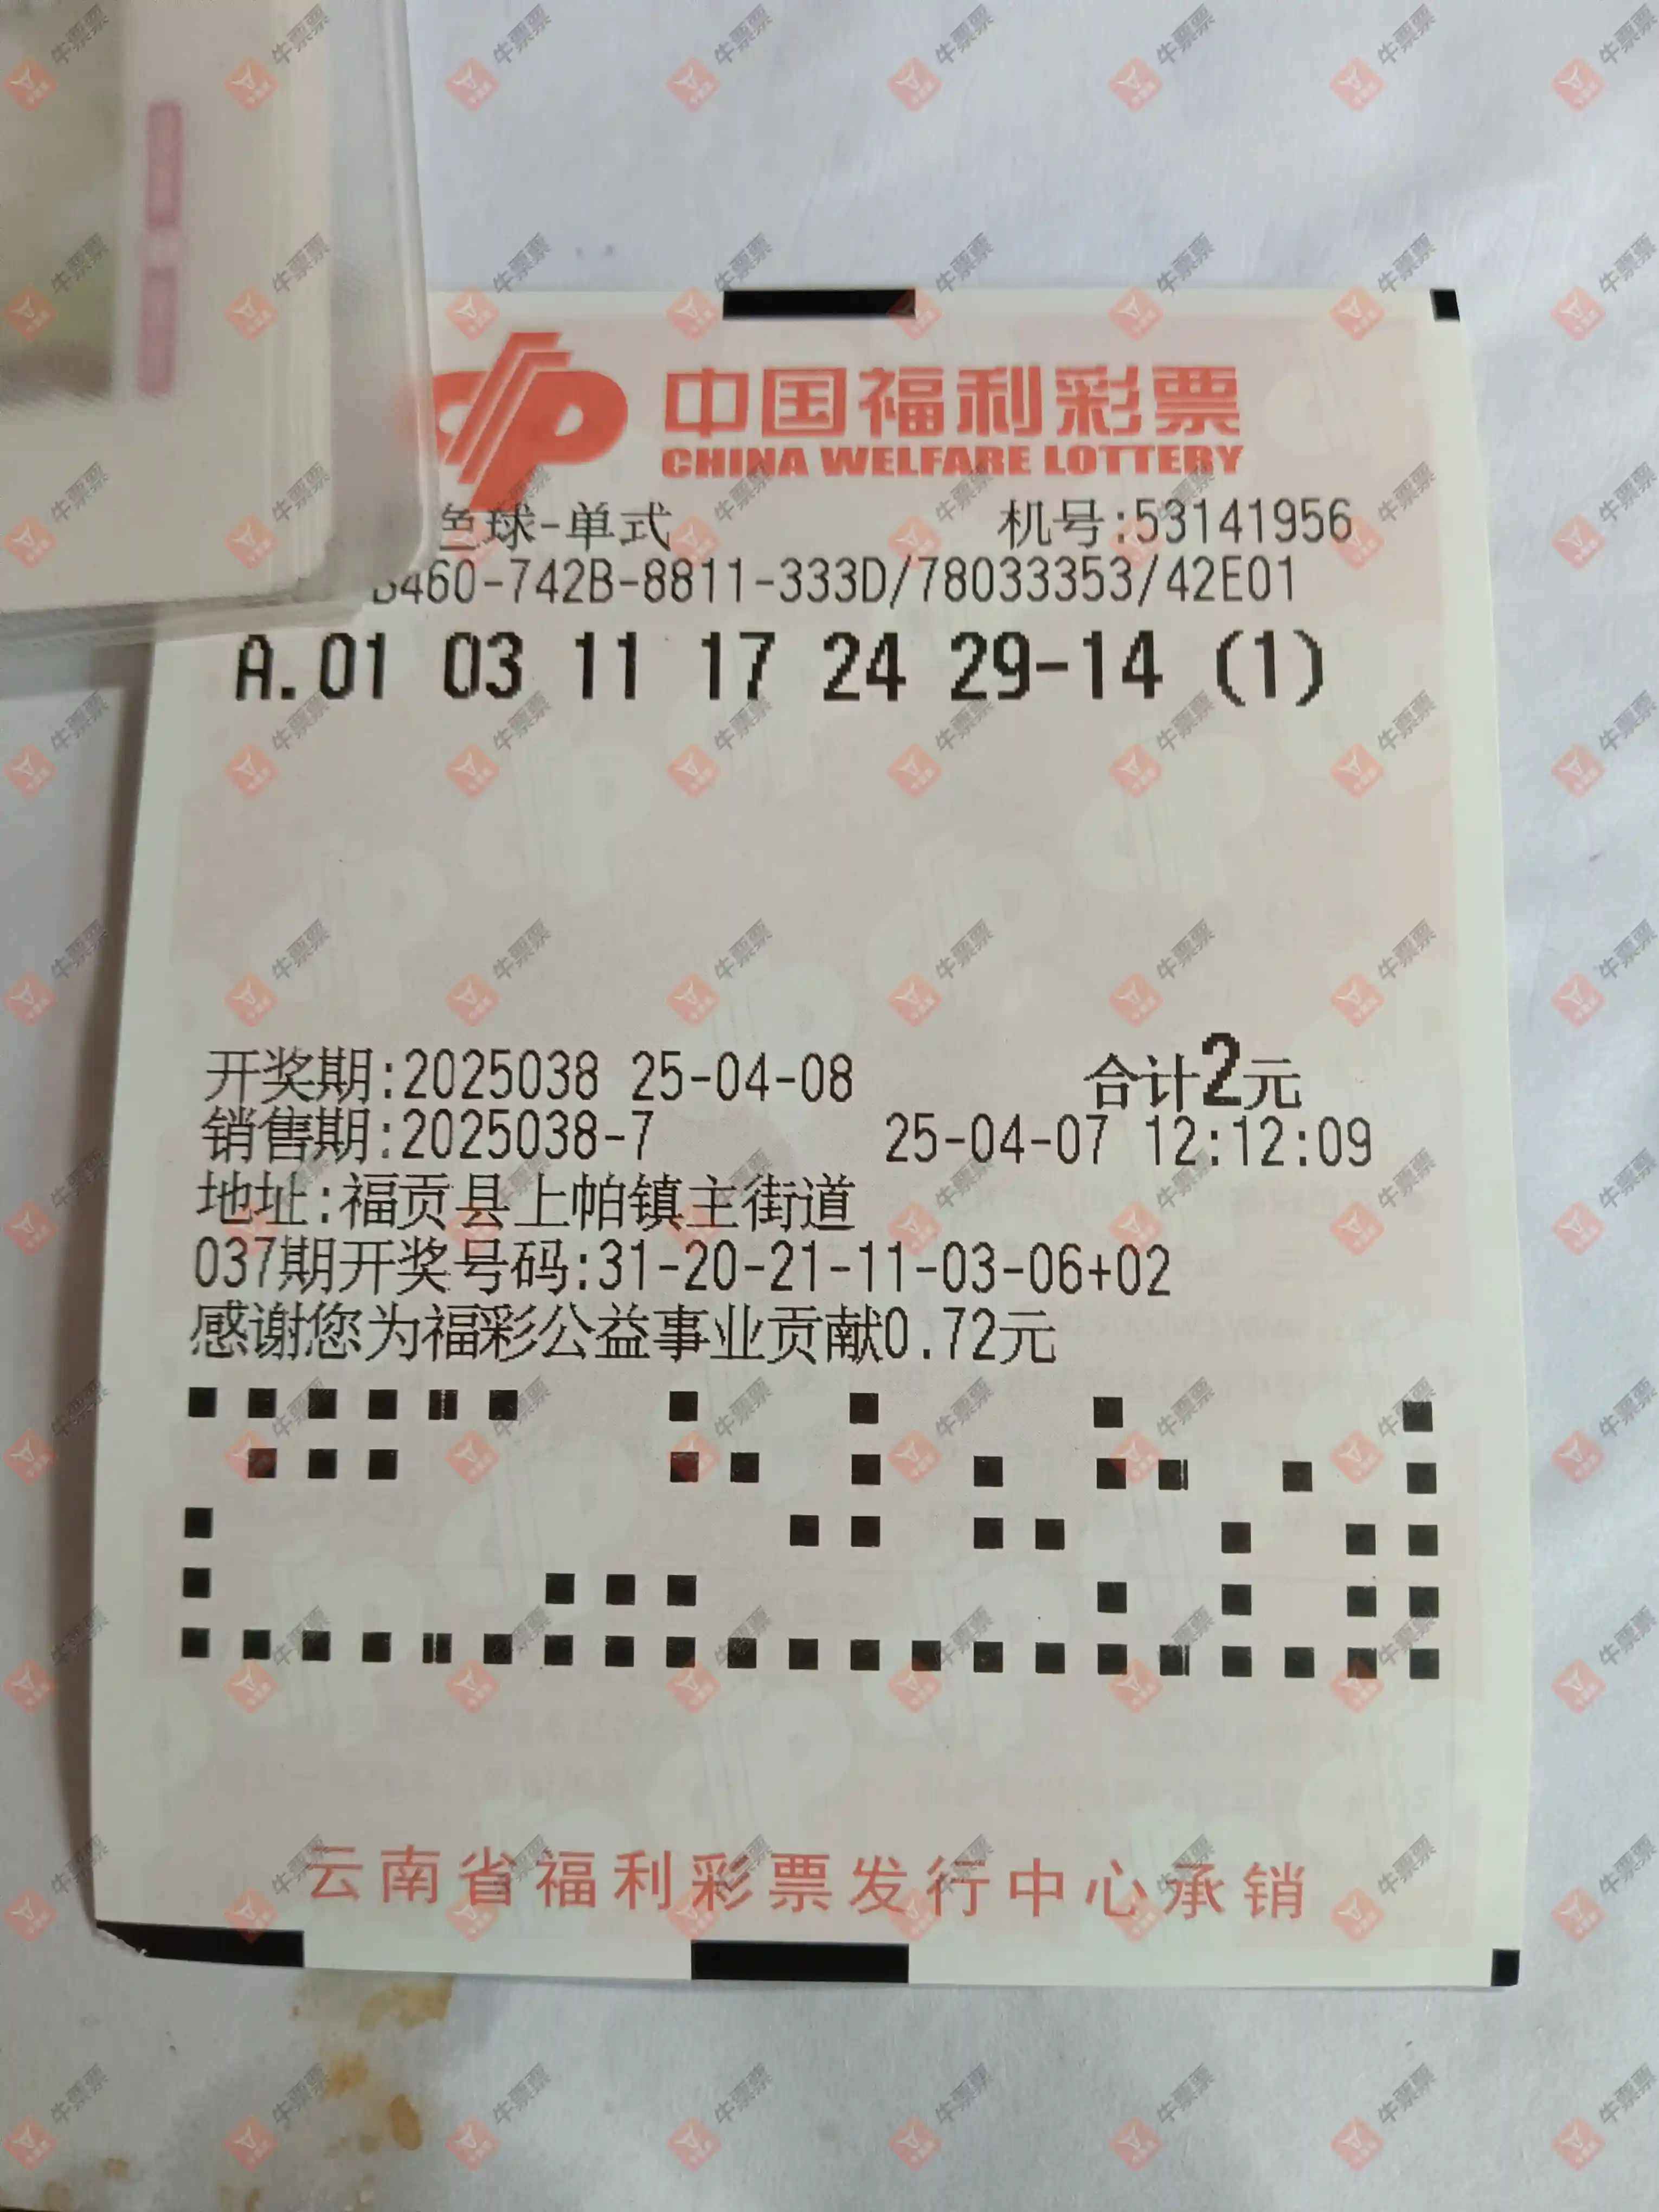 中国福利彩票
CHINA WELFARE LOTTERY
色球-单式 机号:53141956
B460-742B-8811-333D/78033353/42E01
A.01 03 11 17 24 29-14 (1)
开奖期:2025038 25-04-08 合计2元
销售期:2025038-7 25-04-07 12:12:09
地址:福贡县上帕镇主街道
037期开奖号码:31-20-21-11-03-06+02
感谢您为福彩公益事业贡献0.72元
云南省福利彩票发行中心承销
牛票票